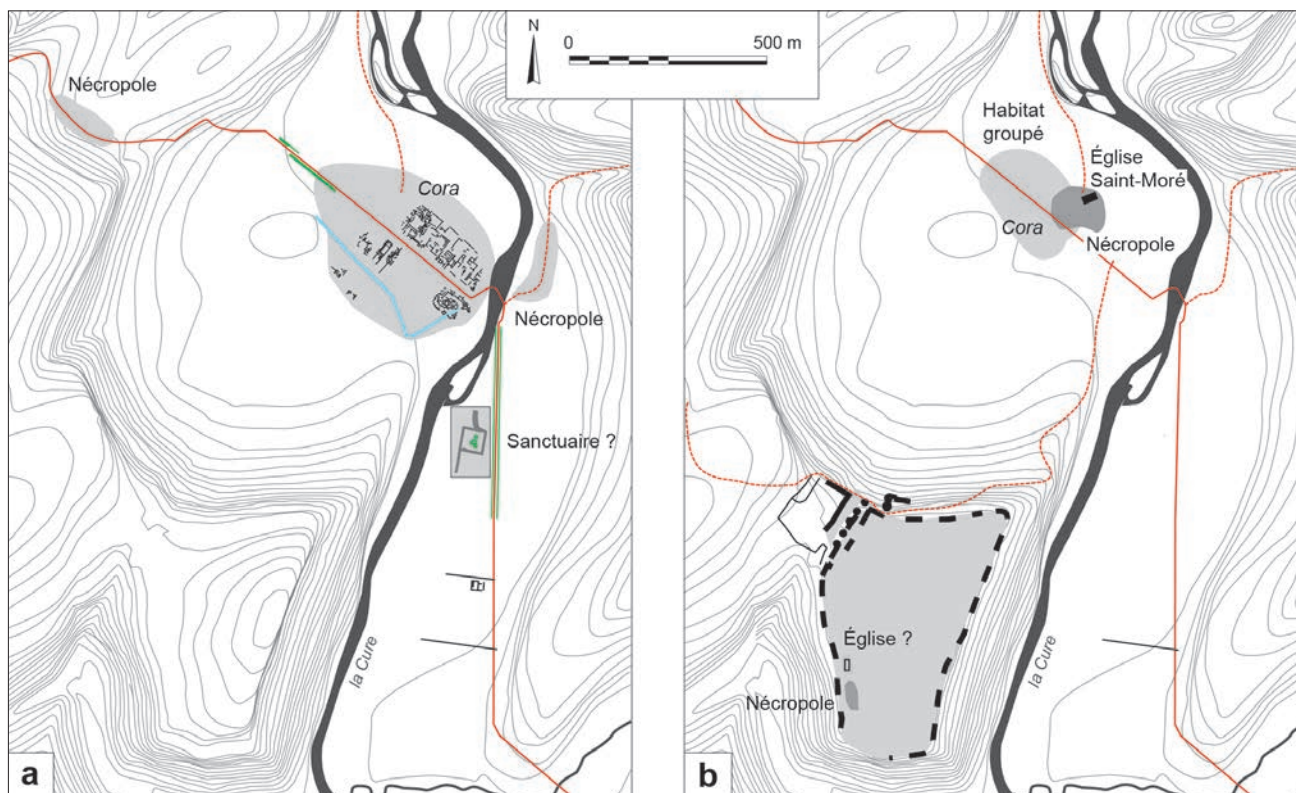 N
0
500 m
Nécropole
Cora
Nécropole
Sanctuaire ?
la Cure
a
Habitat
groupé
Église
Saint-Moré
Cora
Nécropole
Église ?
Nécropole
la Cure
b